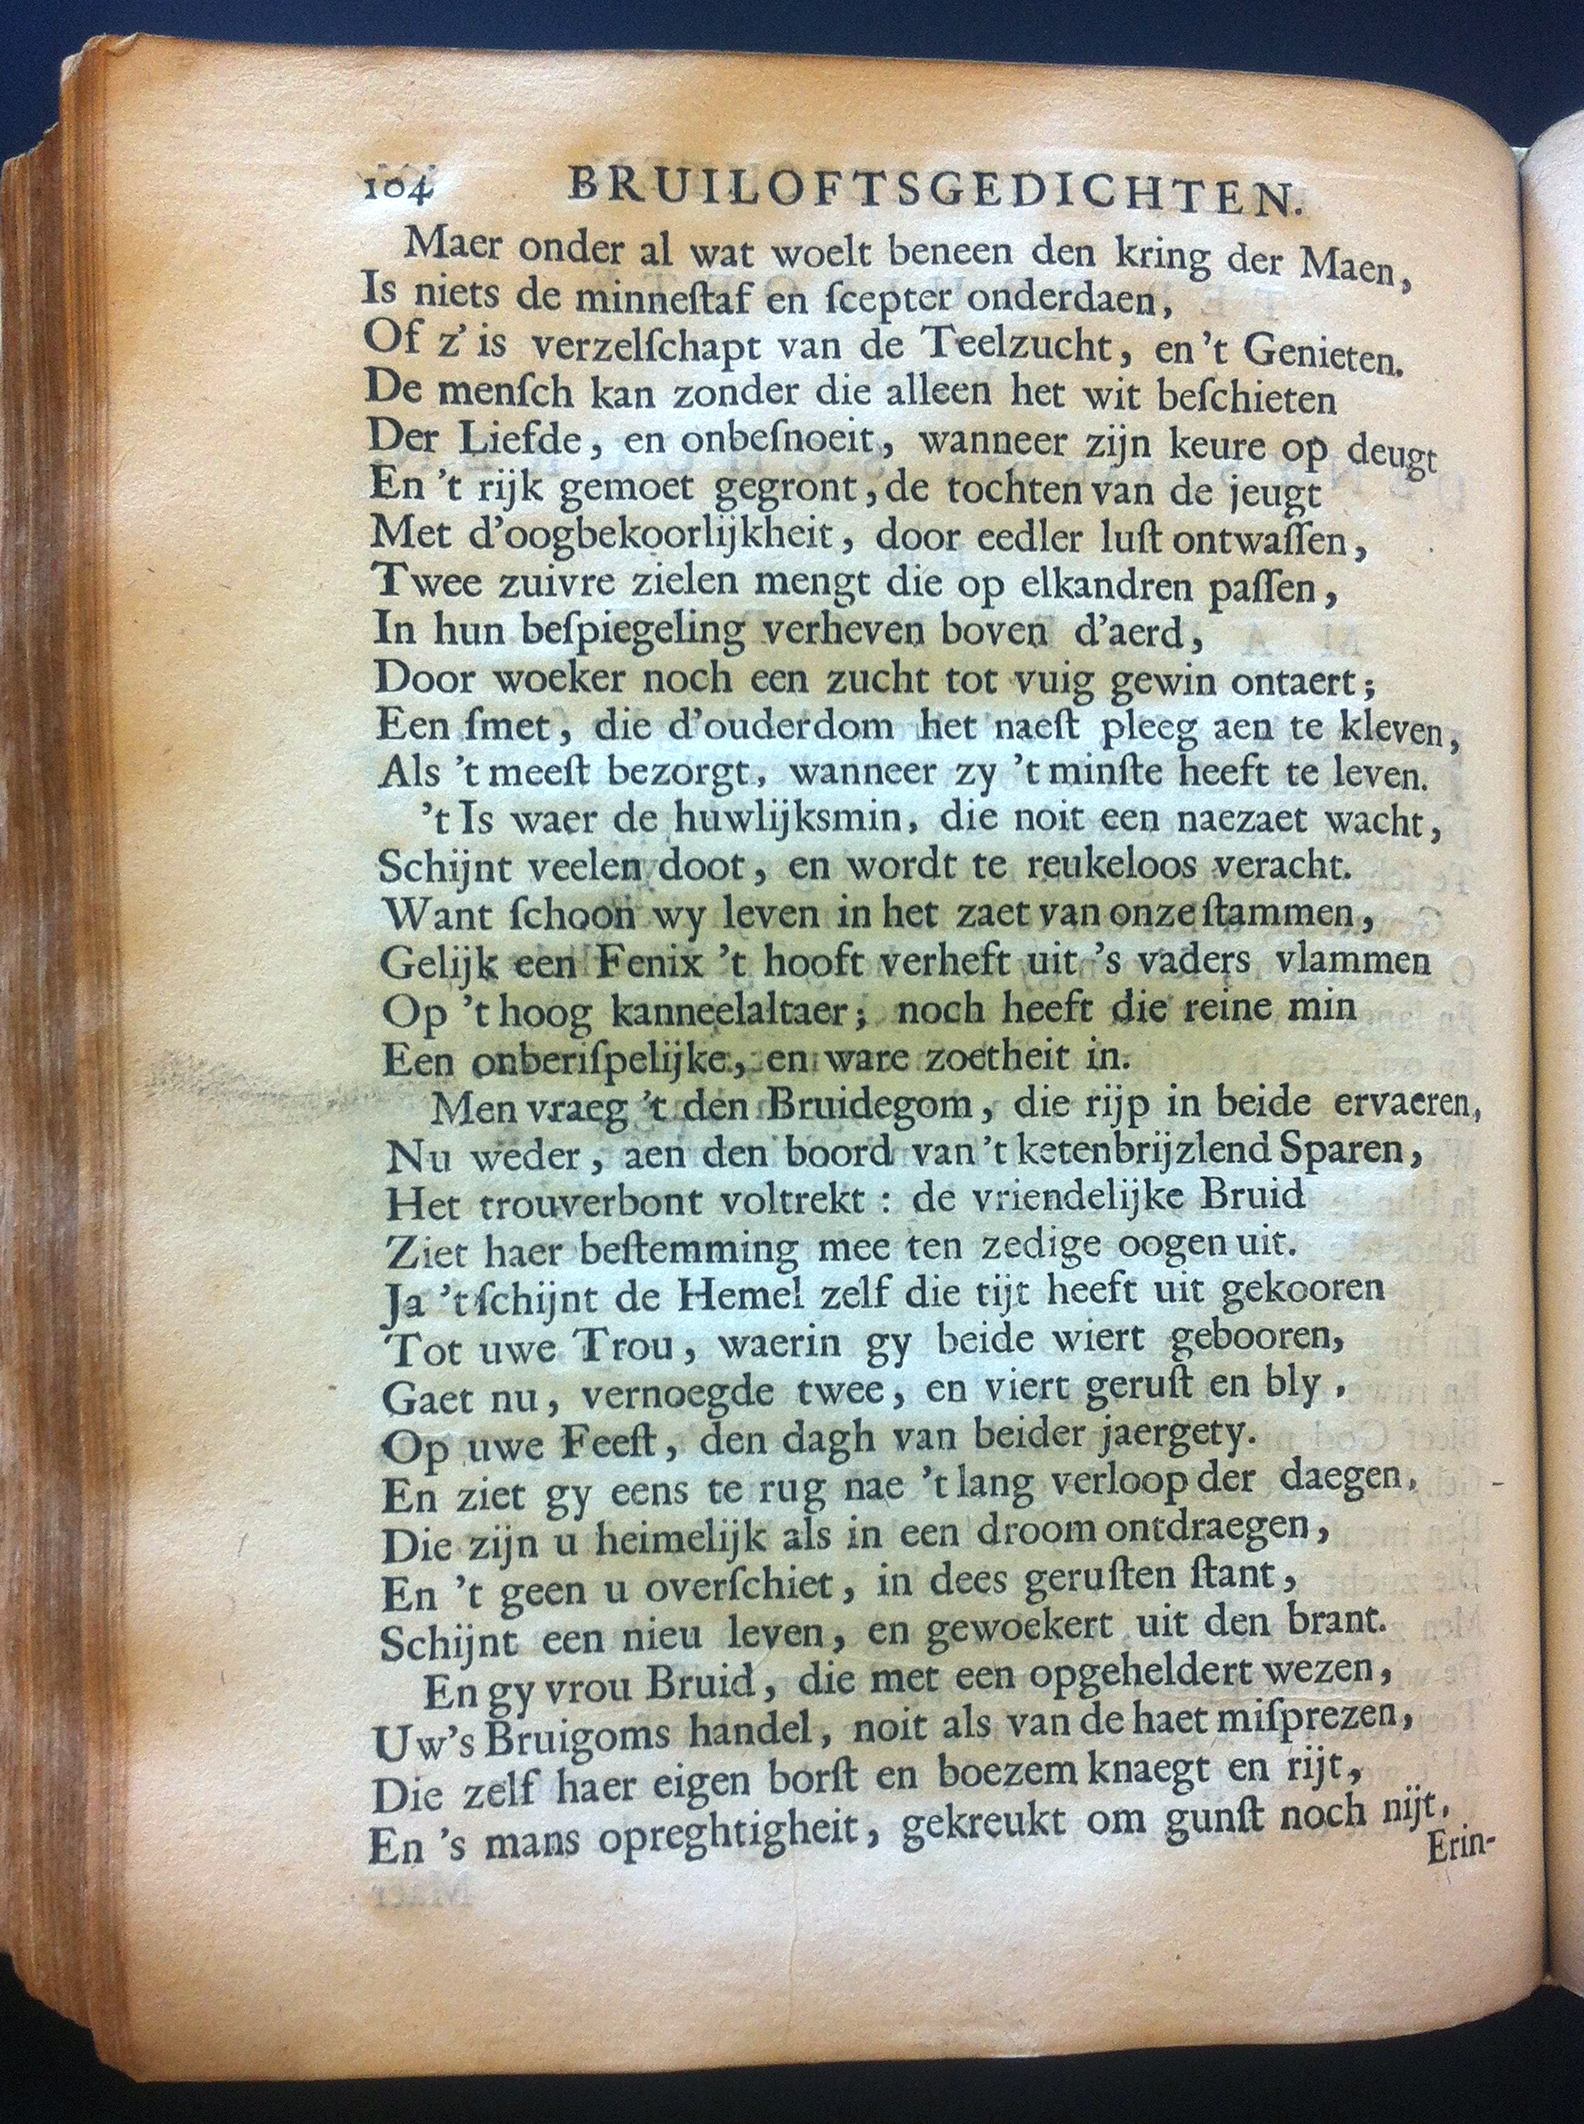 104 BRUILOFTSGEDICHTEN.
Maer onder al wat woelt beneen den kring der Maen,
Is niets de minneſtaf en ſcepter onderdaen,
Of z' is verzelſchapt van de Teelzucht, en 't Genieten.
De menſch kan zonder die alleen het wit beſchieten
Der Liefde, en onbeſnoeit, wanneer zijn keure op deugt
En 't rijk gemoet gegront, de tochten van de jeugt
Met d'oogbekoorlijkheit, door eedler luſt ontwaſſen,
Twee zuivre zielen mengt die op elkandren paſſen,
In hun beſpiegeling verheven boven d'aerd,
Door woeker noch een zucht tot vuig gewin ontaert;
Een ſmet, die d'ouderdom het naeſt pleeg aen te kleven,
Als 't meeſt bezorgt, wanneer zy 't minſte heeft te leven.
't Is waer de huwlijksmin, die noit een naezaet wacht,
Schijnt veelen doot, en wordt te reukeloos veracht.
Want ſchoon wy leven in het zaet van onze ſtammen,
Gelijk een Fenix 't hooft verheft uit 's vaders vlammen
Op 't hoog kanneelaltaer; noch heeft die reine min
Een onberiſpelijke, en ware zoetheit in.
Men vraeg 't den Bruidegom, die rijp in beide ervaeren,
Nu weder, aen den boord van 't ketenbrijzlend Sparen,
Het trouverbont voltrekt : de vriendelijke Bruid
Ziet haer beſtemming mee ten zedige oogen uit.
Ja 't ſchijnt de Hemel zelf die tijt heeft uit gekooren
Tot uwe Trou, waerin gy beide wiert gebooren,
Gaet nu, vernoegde twee, en viert geruſt en bly,
Op uwe Feeſt, den dagh van beider jaergety.
En ziet gy eens te rug nae 't lang verloop der daegen,
Die zijn u heimelijk als in een droom ontdraegen,
En 't geen u overſchiet, in dees geruſten ſtant,
Schijnt een nieu leven, en gewoekert uit den brant.
En gy vrou Bruid, die met een opgeheldert wezen,
Uw's Bruigoms handel, noit als van de haet miſprezen,
Die zelf haer eigen borſt en boezem knaegt en rijt,
En 's mans opreghtigheit, gekreukt om gunſt noch nijt,
Erin-